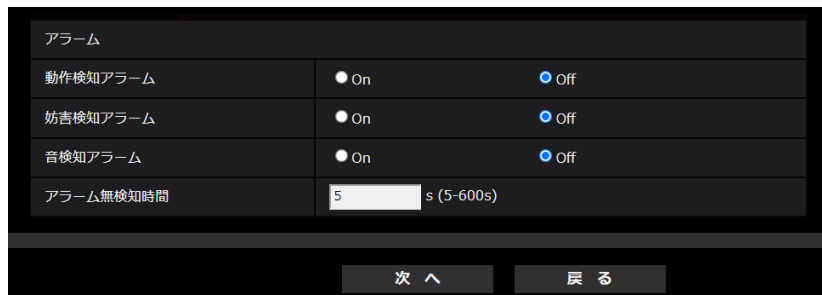 アラーム
動作検知アラーム On Off
妨害検知アラーム On Off
音検知アラーム On Off
アラーム無検知時間 5 s (5-600s)
次 へ 戻 る